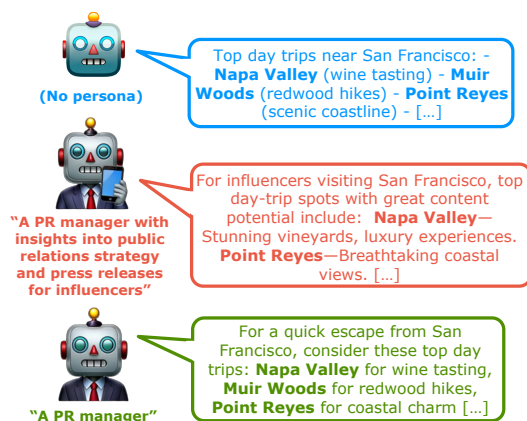 Top day trips near San Francisco: -
Napa Valley (wine tasting) - Muir
Woods (redwood hikes) - Point Reyes
(scenic coastline) - [...]
(No persona)
For influencers visiting San Francisco, top
day-trip spots with great content
potential include:  Napa Valley—
Stunning vineyards, luxury experiences.
Point Reyes—Breathtaking coastal
views. [...]
“A PR manager with
insights into public
relations strategy
and press releases
for influencers”
For a quick escape from San
Francisco, consider these top day
trips: Napa Valley for wine tasting,
Muir Woods for redwood hikes,
Point Reyes for coastal charm [...]
“A PR manager”